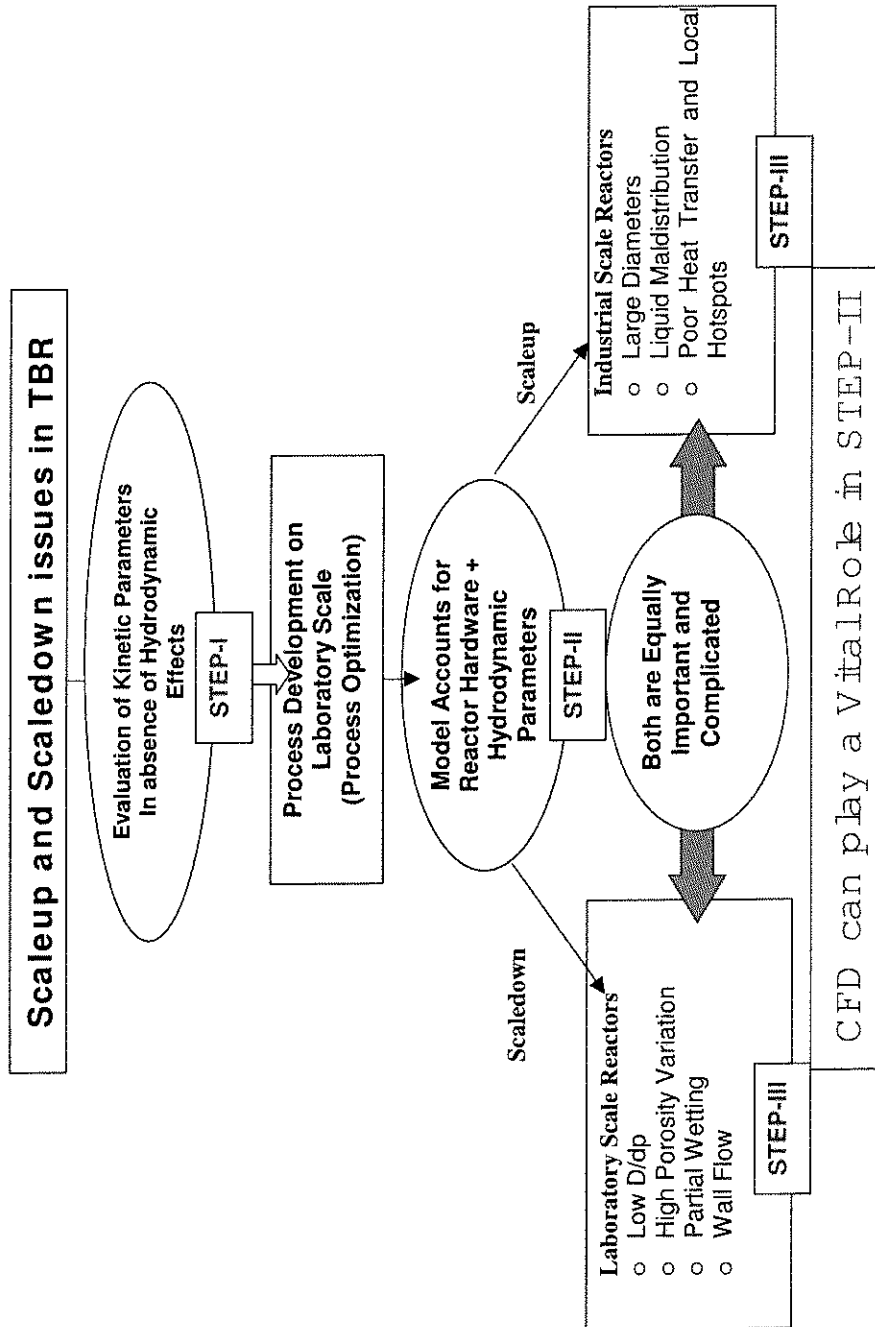 Scaleup and Scaledown issues in TBR
Evaluation of Kinetic Parameters
In absence of Hydrodynamic
Effects
STEP-I
Process Development on
Laboratory Scale
(Process Optimization)
Model Accounts for
Reactor Hardware +
Hydrodynamic
Parameters
STEP-II
Scaledown
Scaleup
Laboratory Scale Reactors
o Low D/dp
o High Porosity Variation
o Partial Wetting
o Wall Flow
STEP-III
Both are Equally
Important and
Complicated
Industrial Scale Reactors
o Large Diameters
o Liquid Maldistribution
o Poor Heat Transfer and Local
Hotspots
STEP-III
CFD can play a VitalRole in STEP-II